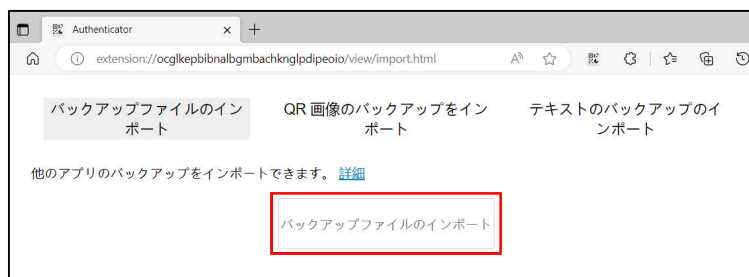 Authenticator
extension://ocglkepbibnalbgmbachknglpdipeoio/view/import.html
バックアップファイルのイン
ポート
QR 画像のバックアップをイン
ポート
テキストのバックアップのイ
ンポート
他のアプリのバックアップをインポートできます。 詳細
バックアップファイルのインポート